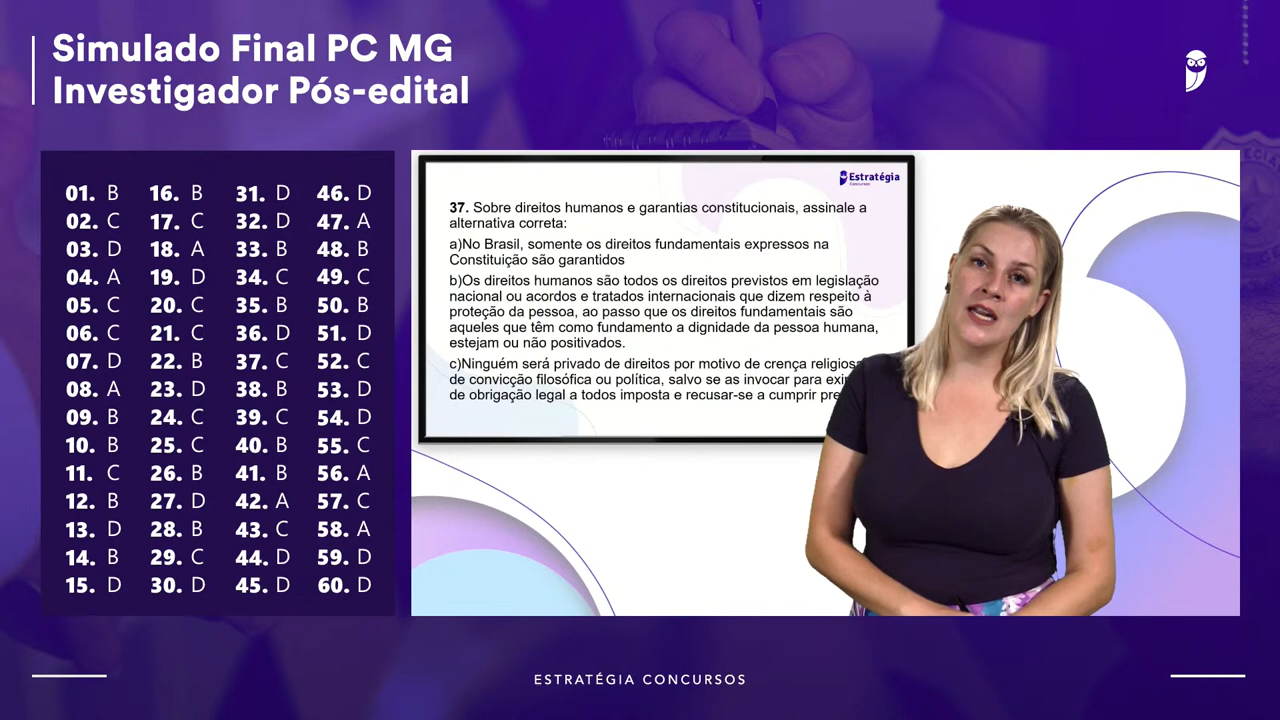 Simulado Final PC MG
Investigador Pós-edital
01. B 16. B 31. D 46. D
02. C 17. C 32. D 47. A
03. D 18. A 33. B 48. B
04. A 19. D 34. C 49. C
05. C 20. C 35. B 50. B
06. C 21. C 36. D 51. D
07. D 22. B 37. C 52. C
08. A 23. D 38. B 53. D
09. B 24. C 39. C 54. D
10. B 25. C 40. B 55. C
11. C 26. B 41. B 56. A
12. B 27. D 42. A 57. C
13. D 28. B 43. C 58. A
14. B 29. C 44. D 59. D
15. D 30. D 45. D 60. D
Estratégia
Concursos
37. Sobre direitos humanos e garantias constitucionais, assinale a
alternativa correta:
a)No Brasil, somente os direitos fundamentais expressos na
Constituição são garantidos
b)Os direitos humanos são todos os direitos previstos em legislação
nacional ou acordos e tratados internacionais que dizem respeito à
proteção da pessoa, ao passo que os direitos fundamentais são
aqueles que têm como fundamento a dignidade da pessoa humana,
estejam ou não positivados.
c)Ninguém será privado de direitos por motivo de crença religiosa
de convicção filosófica ou política, salvo se as invocar para
de obrigação legal a todos imposta e recusar-se a cumprir
ESTRATÉGIA CONCURSOS